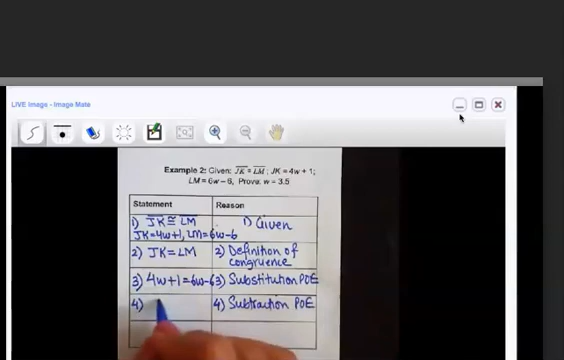 LIVE Image - Image Mate
Example 2: Given: JK ≅ LM ; JK = 4w + 1;
LM = 6w – 6, Prove: w = 3.5
Statement Reason
1) JK ≅ LM 1) Given
JK=4w+1, LM=6w-6
2) JK = LM 2) Definition of
congruence
3) 4w+1=6w-6 3) Substitution POE
4) 4) Subtraction POE